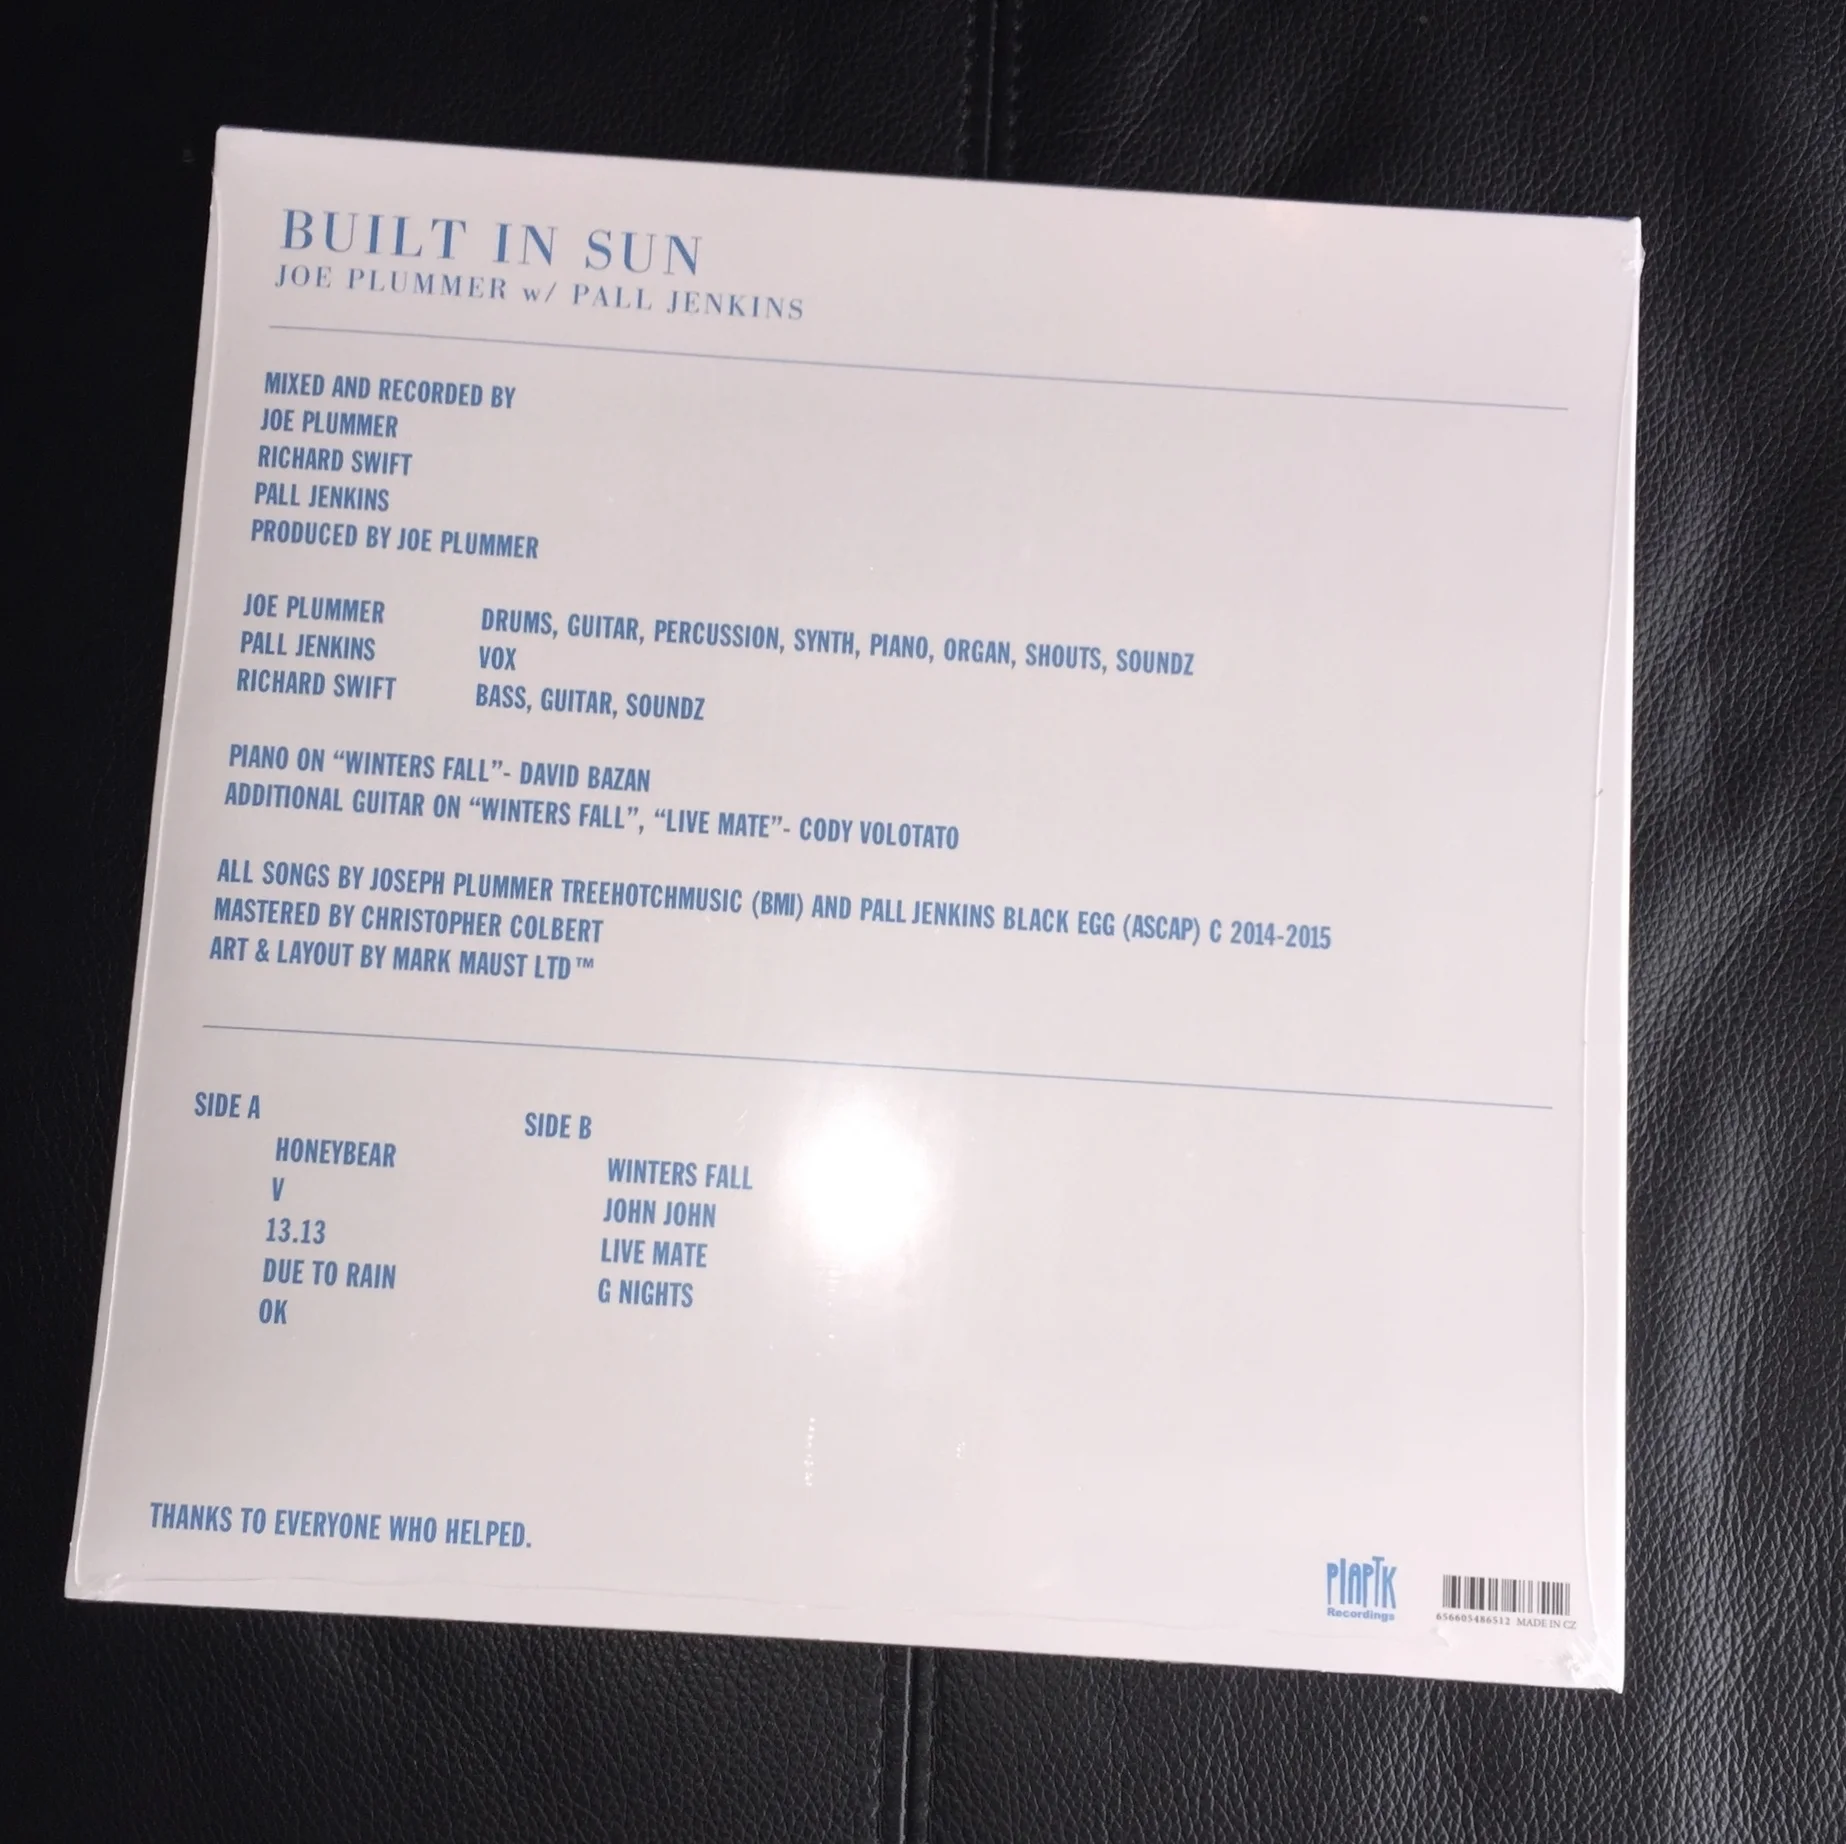 BUILT IN SUN
JOE PLUMMER w/ PALL JENKINS
MIXED AND RECORDED BY
JOE PLUMMER
RICHARD SWIFT
PALL JENKINS
PRODUCED BY JOE PLUMMER
JOE PLUMMER DRUMS, GUITAR, PERCUSSION, SYNTH, PIANO, ORGAN, SHOUTS, SOUNDZ
PALL JENKINS VOX
RICHARD SWIFT BASS, GUITAR, SOUNDZ
PIANO ON “WINTERS FALL”- DAVID BAZAN
ADDITIONAL GUITAR ON “WINTERS FALL”, “LIVE MATE”- CODY VOLOTATO
ALL SONGS BY JOSEPH PLUMMER TREEHOTCHMUSIC (BMI) AND PALL JENKINS BLACK EGG (ASCAP) C 2014-2015
MASTERED BY CHRISTOPHER COLBERT
ART & LAYOUT BY MARK MAUST LTD™
SIDE A
HONEYBEAR
V
13.13
DUE TO RAIN
OK
SIDE B
WINTERS FALL
JOHN JOHN
LIVE MATE
G NIGHTS
THANKS TO EVERYONE WHO HELPED.
PIAPTK
Recordings
656605486512 MADE IN CZ